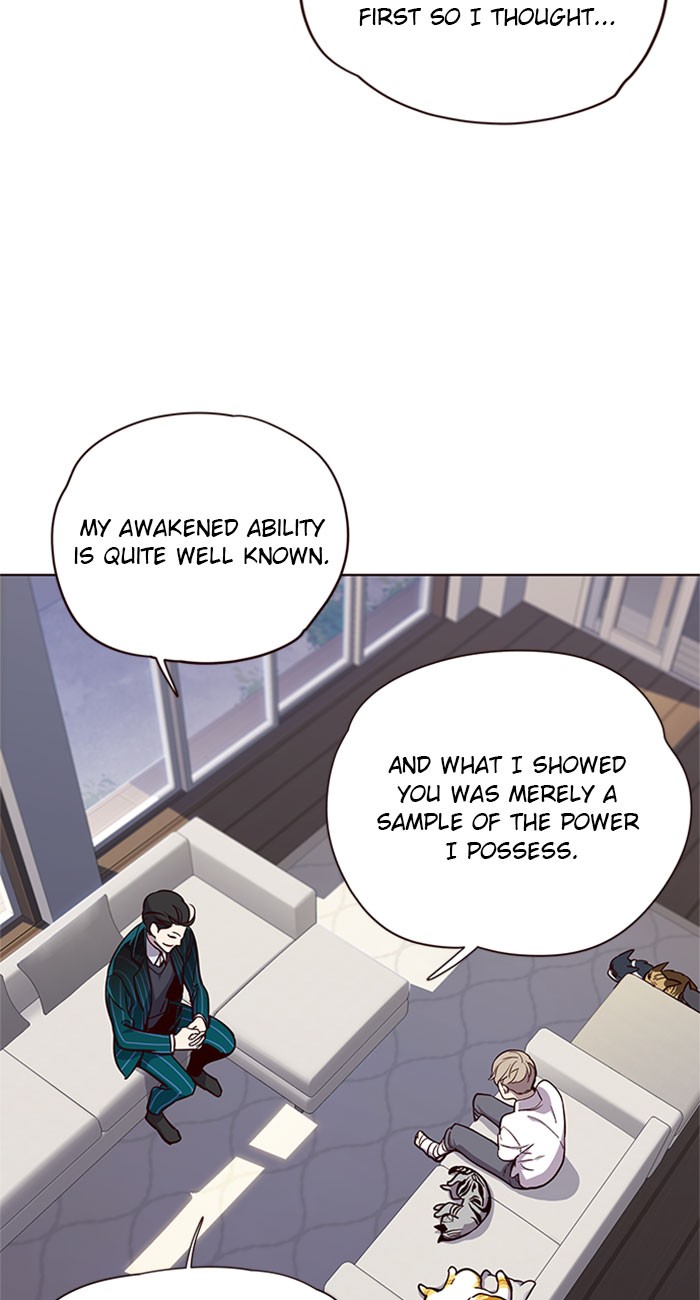 FIRST SO I THOUGHT...
MY AWAKENED ABILITY
IS QUITE WELL KNOWN.
AND WHAT I SHOWED
YOU WAS MERELY A
SAMPLE OF THE POWER
I POSSESS.